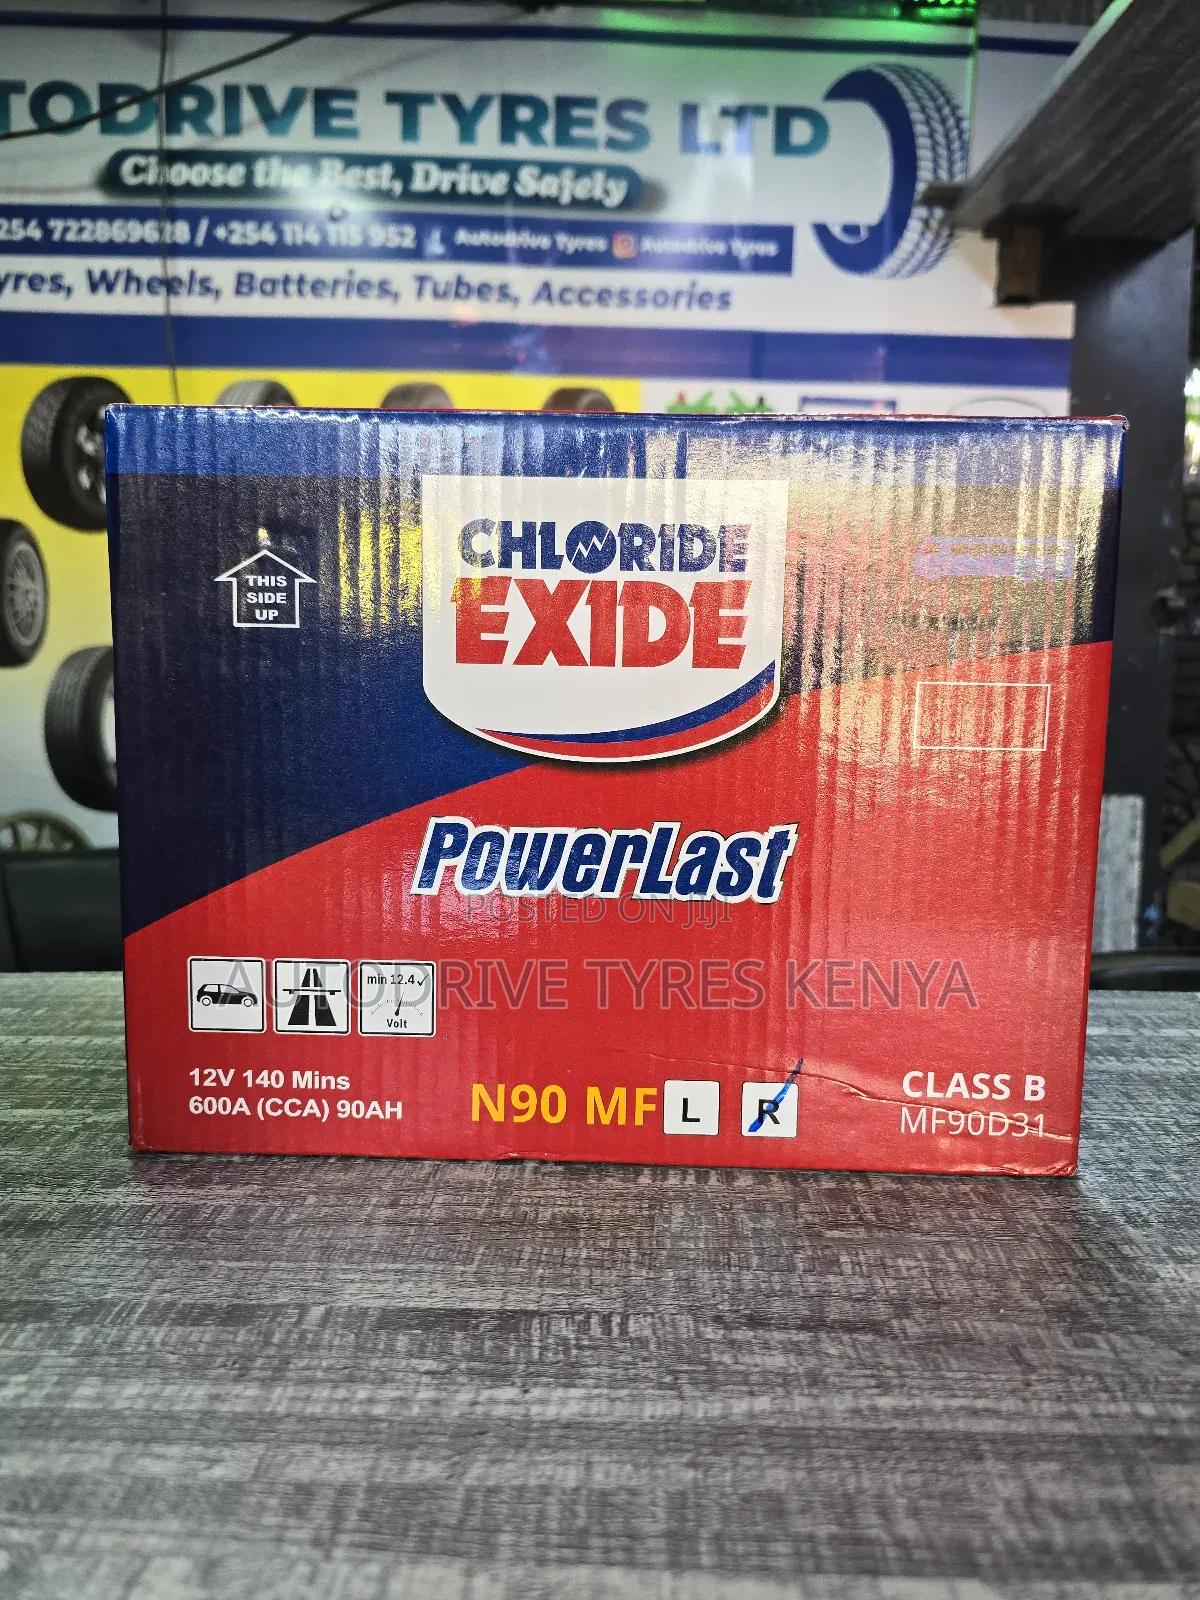 TODRIVE TYRES LTD
Choose the Best, Drive Safely
254 722869628 / +254 114 115 952 Autodrive Tyres Autodrive Tyres
yres, Wheels, Batteries, Tubes, Accessories
THIS
SIDE
UP
CHLORIDE
EXIDE
PowerLast
POSTED ON JIJI
AUTODRIVE TYRES KENYA
min 12.4✓
Volt
12V 140 Mins
600A (CCA) 90AH
N90 MF L R
CLASS B
MF90D31